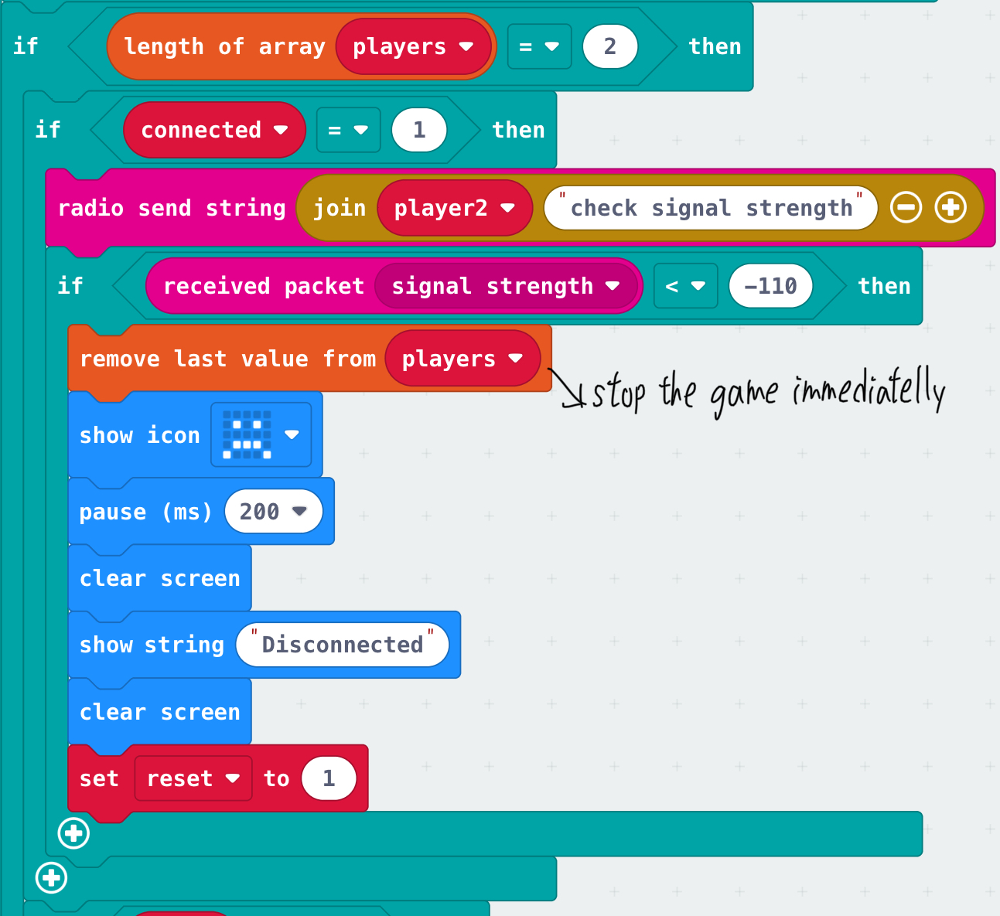 if length of array players = 2 then
if connected = 1 then
radio send string join player2 "check signal strength"
if received packet signal strength < -110 then
remove last value from players
stop the game immediatelly
show icon
pause (ms) 200
clear screen
show string "Disconnected"
clear screen
set reset to 1